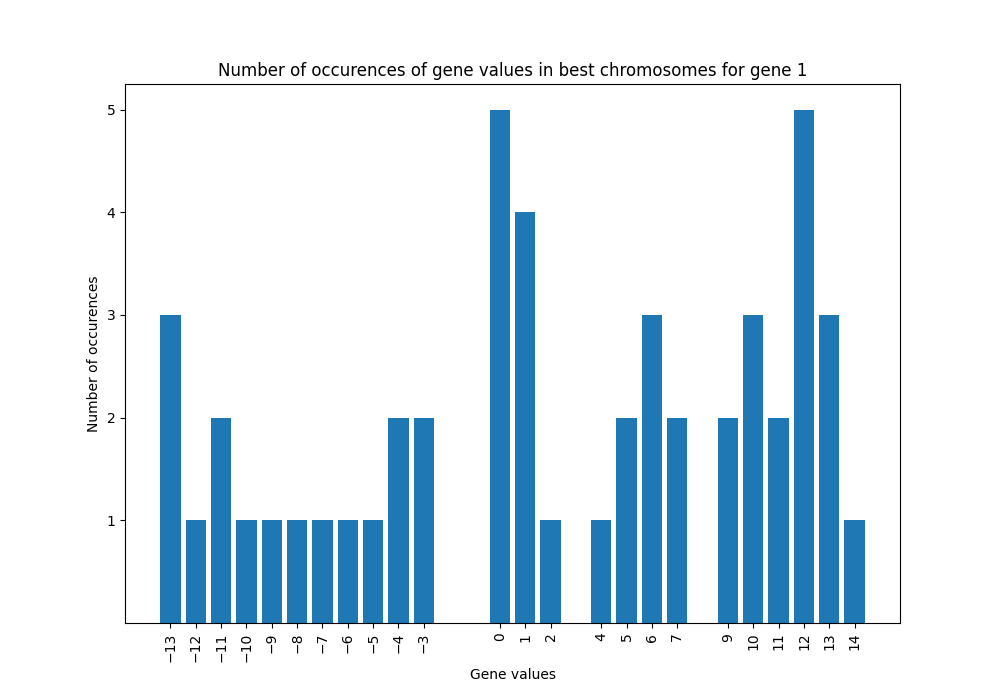 Number of occurences of gene values in best chromosomes for gene 1
Number of occurences
5
4
3
2
1
−13 −12 −11 −10 −9 −8 −7 −6 −5 −4 −3 0 1 2 4 5 6 7 9 10 11 12 13 14
Gene values